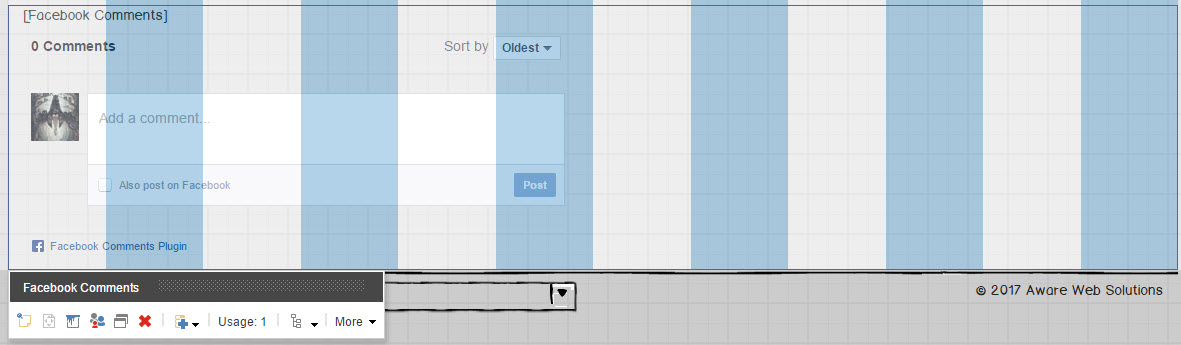 [Facebook Comments]
0 Comments
Sort by Oldest
Add a comment...
Also post on Facebook
Post
Facebook Comments Plugin
Facebook Comments
Usage: 1
More
© 2017 Aware Web Solutions